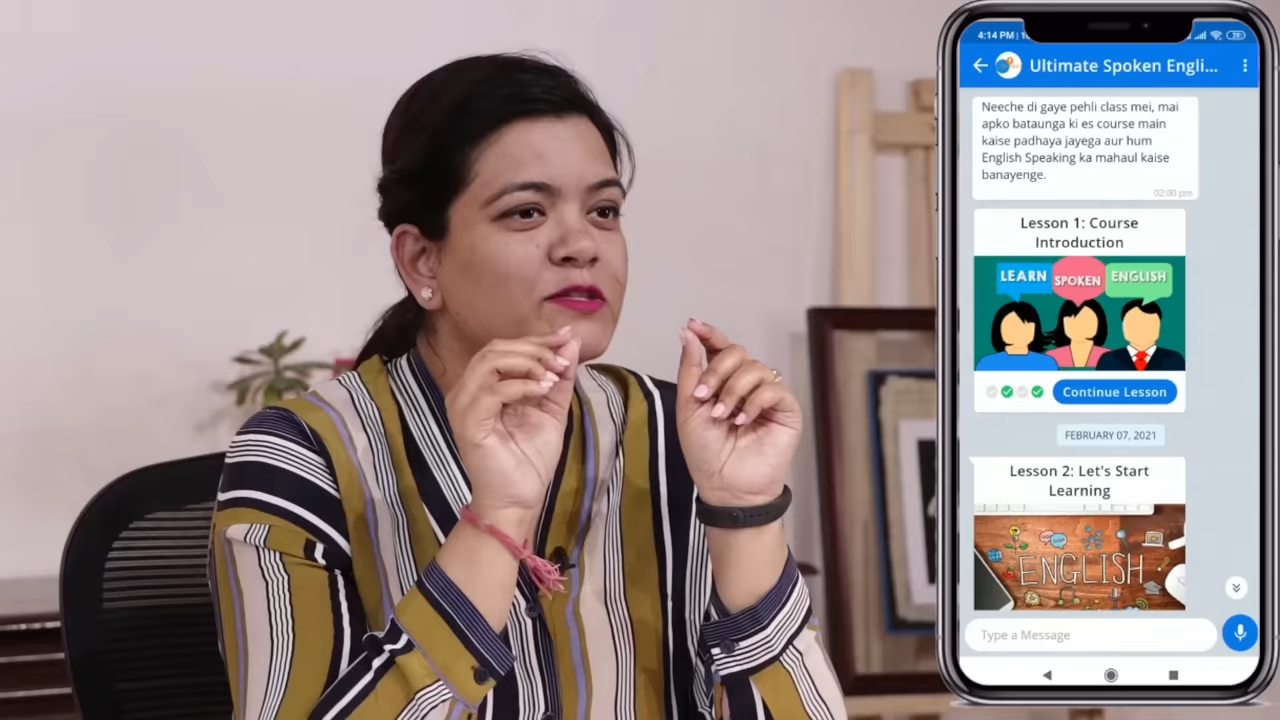 4:14 PM
Ultimate Spoken Engli...
Neeche di gaye pehli class mei, mai
apko bataunga ki es course main
kaise padhaya jayega aur hum
English Speaking ka mahaul kaise
banayenge.
02:00 pm
Lesson 1: Course
Introduction
LEARN SPOKEN ENGLISH
Continue Lesson
FEBRUARY 07, 2021
Lesson 2: Let's Start
Learning
ENGLISH
Type a Message